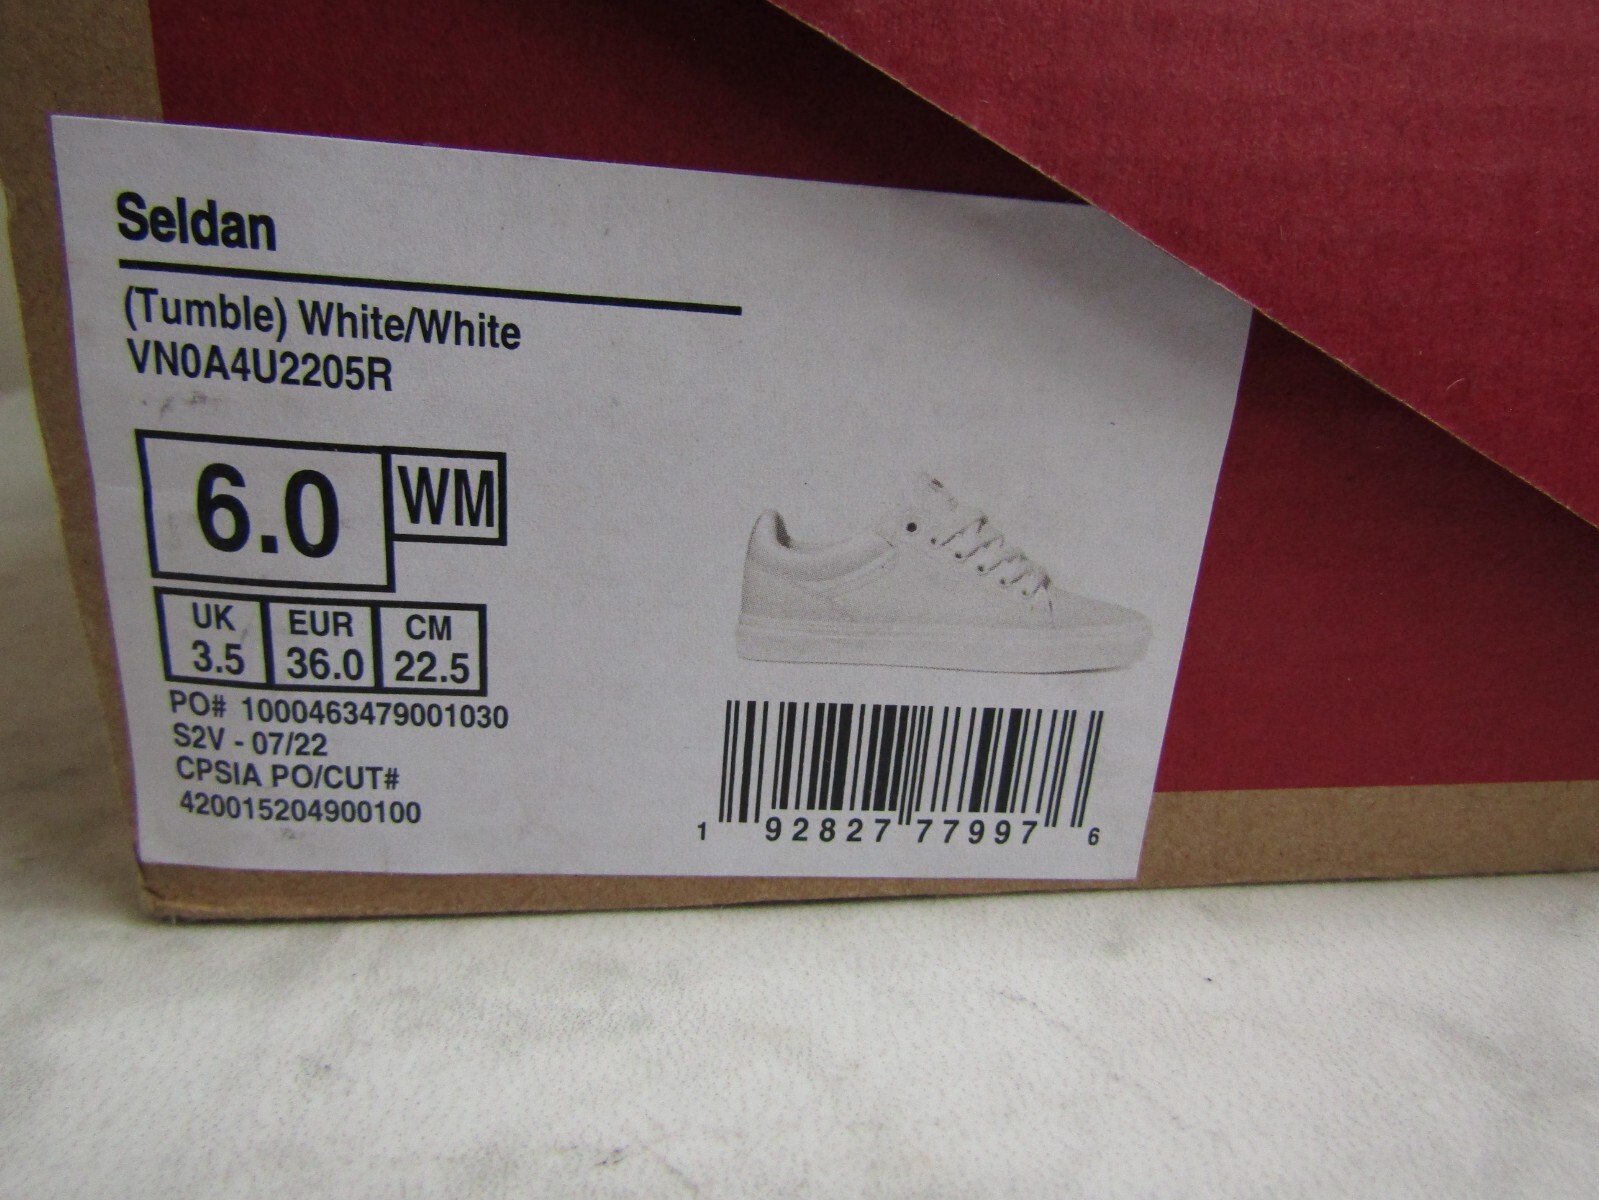 Seldan
(Tumble) White/White
VN0A4U2205R
6.0 WM
UK EUR CM
3.5 36.0 22.5
PO# 1000463479001030
S2V - 07/22
CPSIA PO/CUT#
420015204900100
1 92827 77997 6